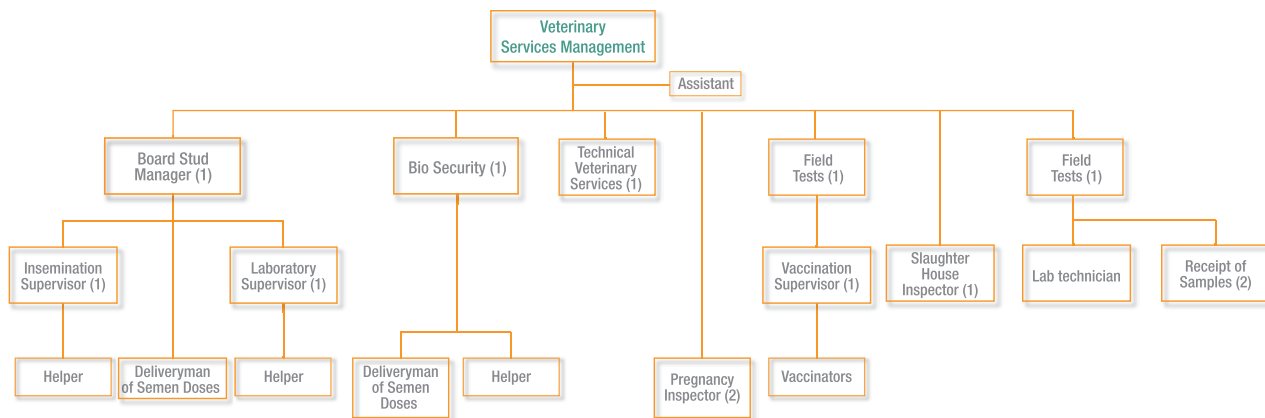 Veterinary
Services Management
Assistant
Board Stud
Manager (1)
Bio Security (1)
Technical
Veterinary
Services (1)
Field
Tests (1)
Field
Tests (1)
Insemination
Supervisor (1)
Laboratory
Supervisor (1)
Vaccination
Supervisor (1)
Slaughter
House
Inspector (1)
Lab technician
Receipt of
Samples (2)
Helper
Deliveryman
of Semen Doses
Helper
Deliveryman
of Semen
Doses
Helper
Pregnancy
Inspector (2)
Vaccinators